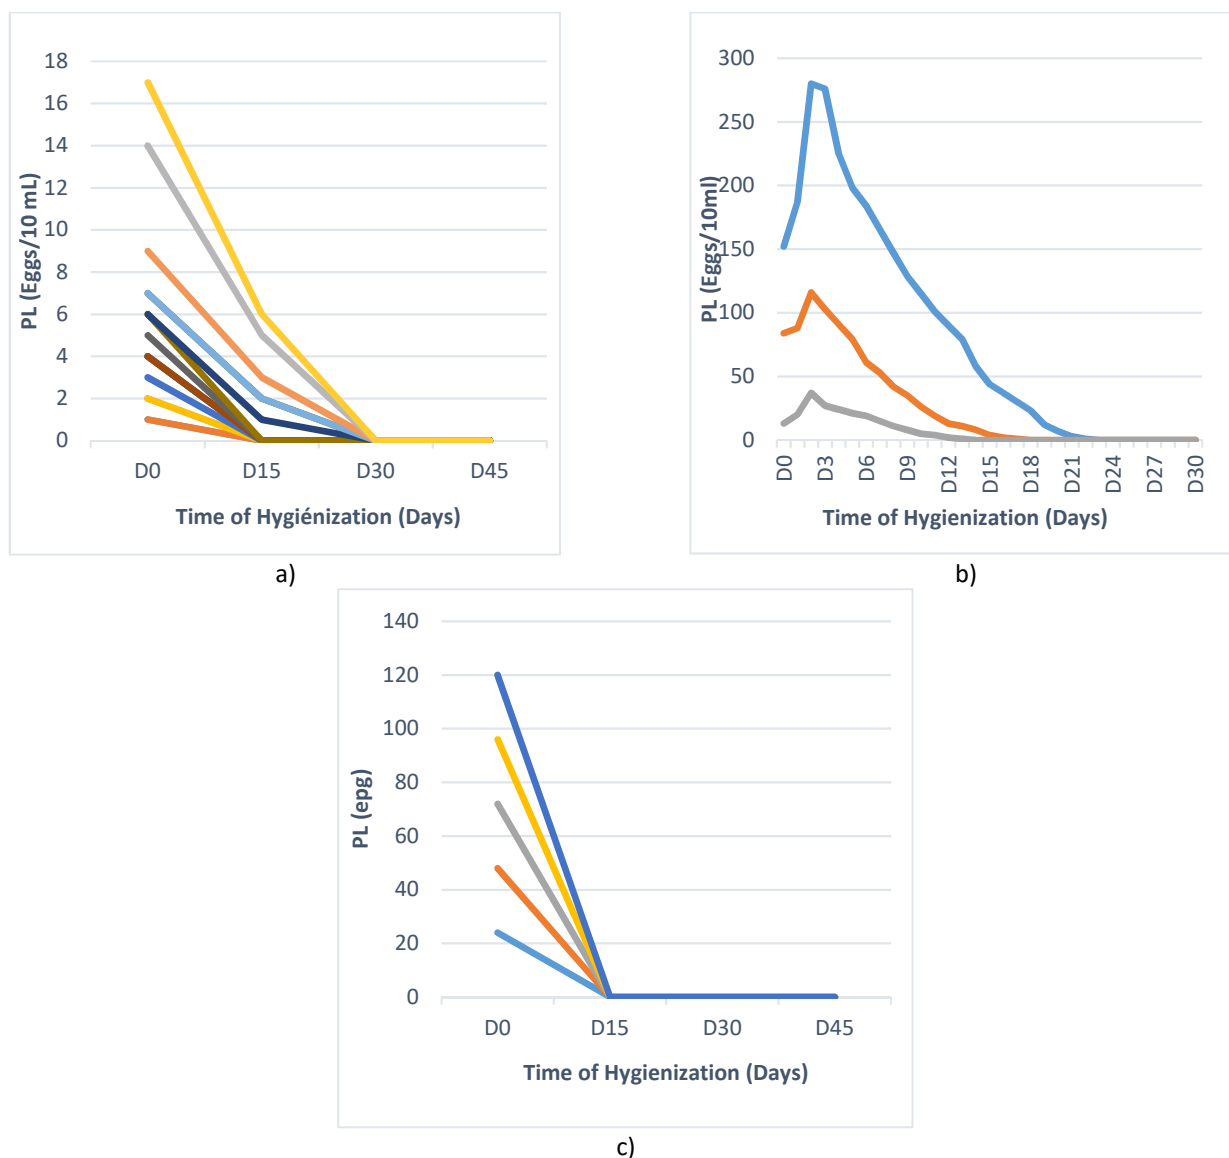 18
16
14
12
10
8
6
4
2
0
PL (Eggs/10 mL)
D0 D15 D30 D45
Time of Hygiénization (Days)
a)
300
250
200
150
100
50
0
PL (Eggs/10ml)
D0 D3 D6 D9 D12 D15 D18 D21 D24 D27 D30
Time of Hygienization (Days)
b)
140
120
100
80
60
40
20
0
PL (epg)
D0 D15 D30 D45
Time of Hygienization (Days)
c)